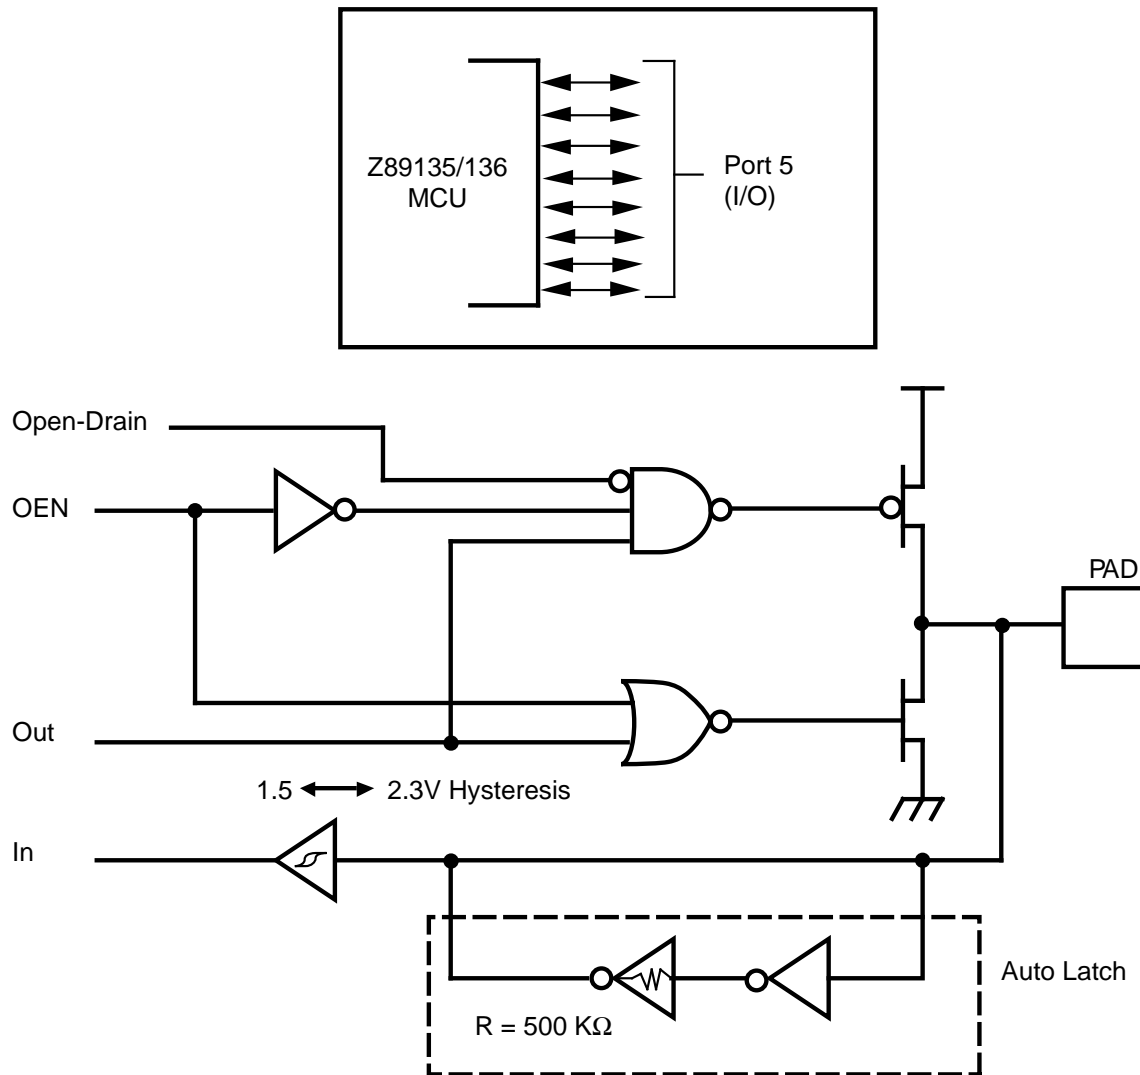 Z89135/136
MCU
Port 5
(I/O)
Open-Drain
OEN
PAD
Out
1.5 2.3V Hysteresis
In
Auto Latch
R = 500 KΩ